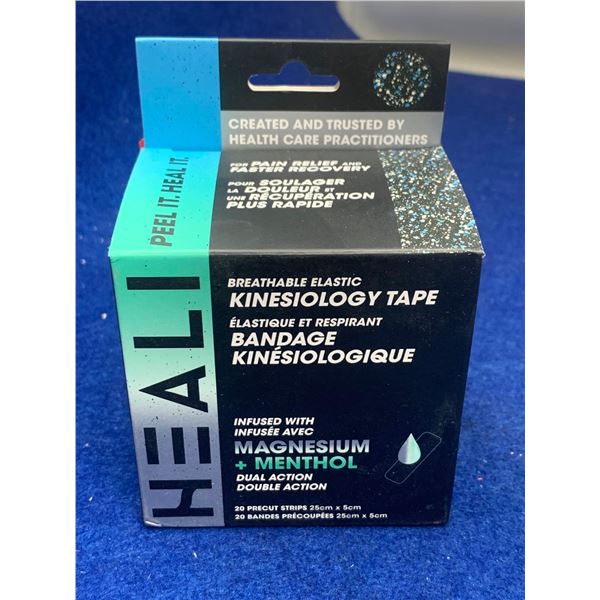 CREATED AND TRUSTED BY
HEALTH CARE PRACTITIONERS
PEEL IT. HEAL IT.
FOR PAIN RELIEF AND
FASTER RECOVERY
POUR SOULAGER
LA DOULEUR ET
UNE RÉCUPÉRATION
PLUS RAPIDE
HEALI
BREATHABLE ELASTIC
KINESIOLOGY TAPE
ÉLASTIQUE ET RESPIRANT
BANDAGE
KINÉSIOLOGIQUE
INFUSED WITH
INFUSÉE AVEC
MAGNESIUM
+ MENTHOL
DUAL ACTION
DOUBLE ACTION
20 PRECUT STRIPS 25cm x 5cm
20 BANDES PRÉCOUPÉES 25cm x 5cm